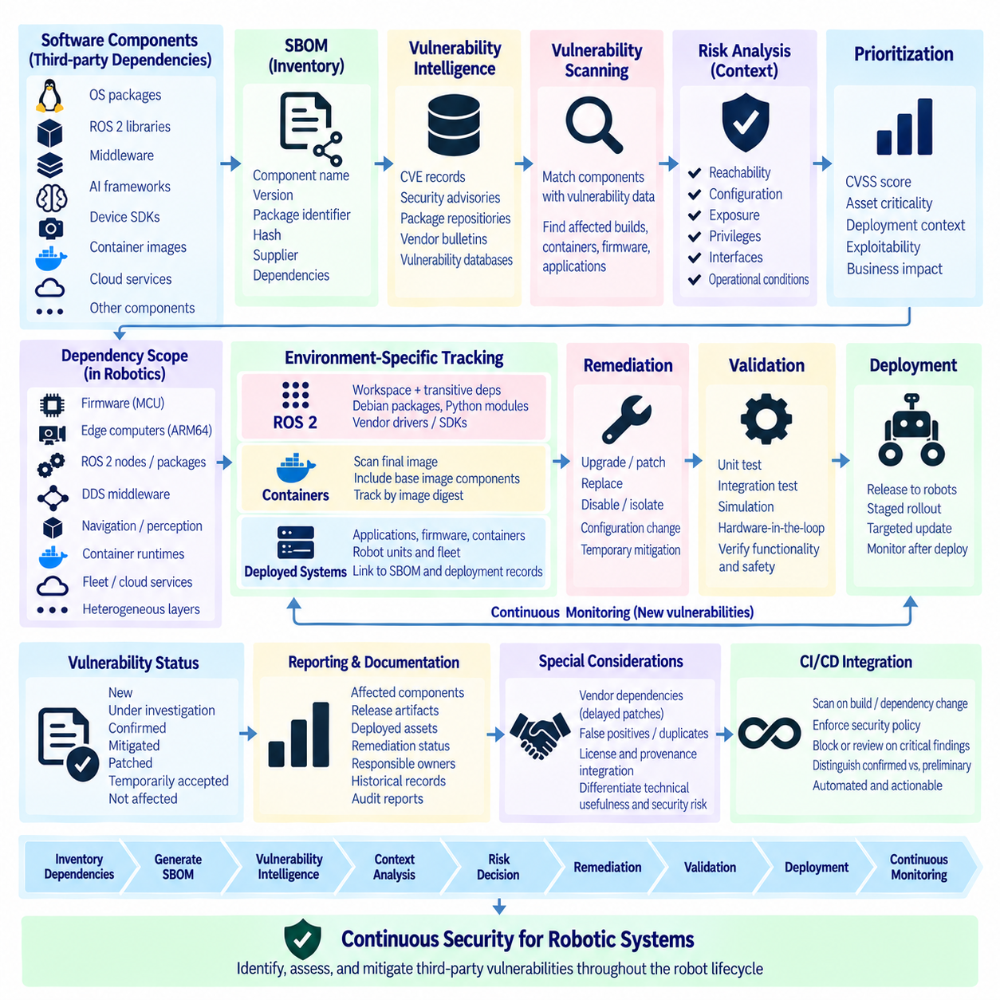 Software Components
(Third-party Dependencies)
OS packages
ROS 2 libraries
Middleware
AI frameworks
Device SDKs
Container images
Cloud services
Other components
SBOM
(Inventory)
Component name
Version
Package identifier
Hash
Supplier
Dependencies
Vulnerability
Intelligence
CVE records
Security advisories
Package repositiories
Vendor bulletins
Vulnerability databases
Vulnerability
Scanning
Match components
with vulnerability data
Find affected builds,
containers, firmware,
applications
Risk Analysis
(Context)
Reachability
Configuration
Exposure
Privileges
Interfaces
Operational conditions
Prioritization
CVSS score
Asset criticality
Deployment context
Exploitability
Business impact
Dependency Scope
(in Robotics)
Firmware (MCU)
Edge computers (ARM64)
ROS 2 nodes / packages
DDS middleware
Navigation / perception
Container runtimes
Fleet / cloud services
Heterogeneous layers
Environment-Specific Tracking
ROS 2
Workspace + transitive deps
Debian packages, Python modules
Vendor drivers / SDKs
Containers
Scan final image
Include base image components
Track by image digest
Deployed Systems
Applications, firmware, containers
Robot units and fleet
Link to SBOM and deployment records
Remediation
Upgrade / patch
Replace
Disable / isolate
Configuration change
Temporary mitigation
Validation
Unit test
Integration test
Simulation
Hardware-in-the-loop
Verify functionality
and safety
Deployment
Release to robots
Staged rollout
Targeted update
Monitor after deploy
Continuous Monitoring (New vulnerabilities)
Vulnerability Status
New
Under investigation
Confirmed
Mitigated
Patched
Temporarily accepted
Not affected
Reporting & Documentation
Affected components
Release artifacts
Deployed assets
Remediation status
Responsible owners
Historical records
Audit reports
Special Considerations
Vendor dependencies
(delayed patches)
False positives / duplicates
License and provenance
integration
Differentiate technical
usefulness and security risk
CI/CD Integration
Scan on build / dependency change
Enforce security policy
Block or review on critical findings
Distinguish confirmed vs, preliminary
Automated and actionable
Inventory
Dependencies
Generate
SBOM
Vulnerability
Intelligence
Context
Analysis
Risk
Decision
Remediation
Validation
Deployment
Continuous
Monitoring
Continuous Security for Robotic Systems
Identify, assess, and mitigate third-party vulnerabilities throughout the robot lifecycle